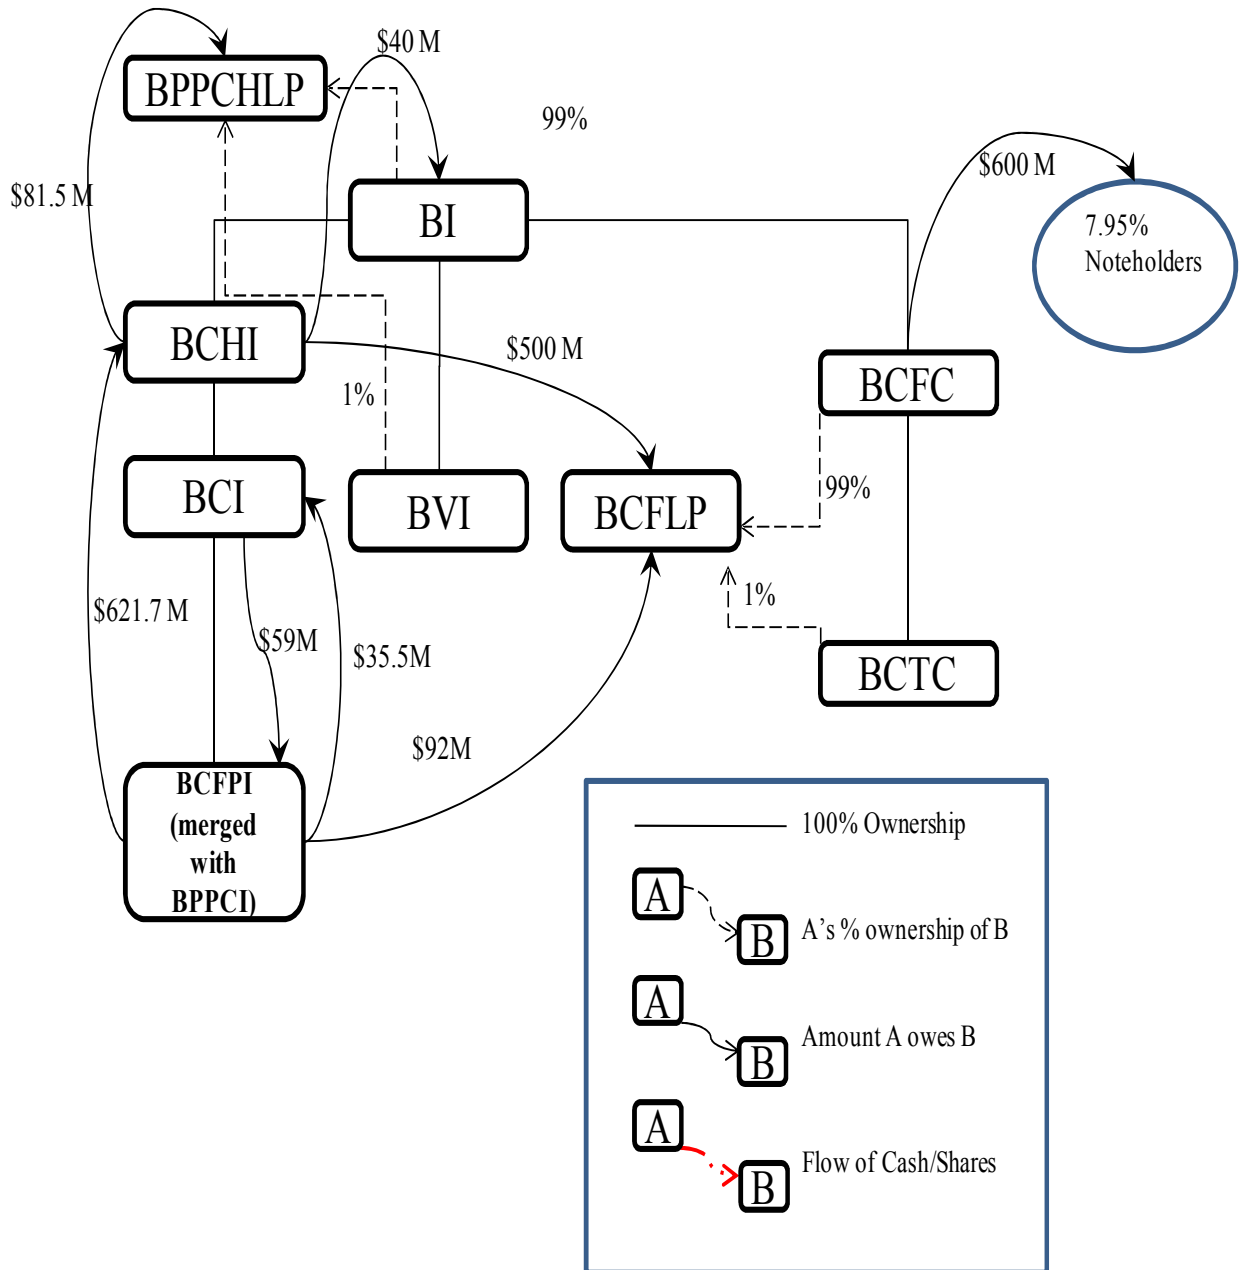 $40 M
BPPCHLP
99%
$600 M
$81.5 M
BI
7.95%
Noteholders
BCHI
$500 M
1%
BCFC
BCI
BVI
BCFLP
99%
1%
$621.7 M
$59M
$35.5M
BCTC
$92M
BCFPI
(merged
with
BPPCI)
100% Ownership
A
B
A's % ownership of B
A
B
Amount A owes B
A
B
Flow of Cash/Shares